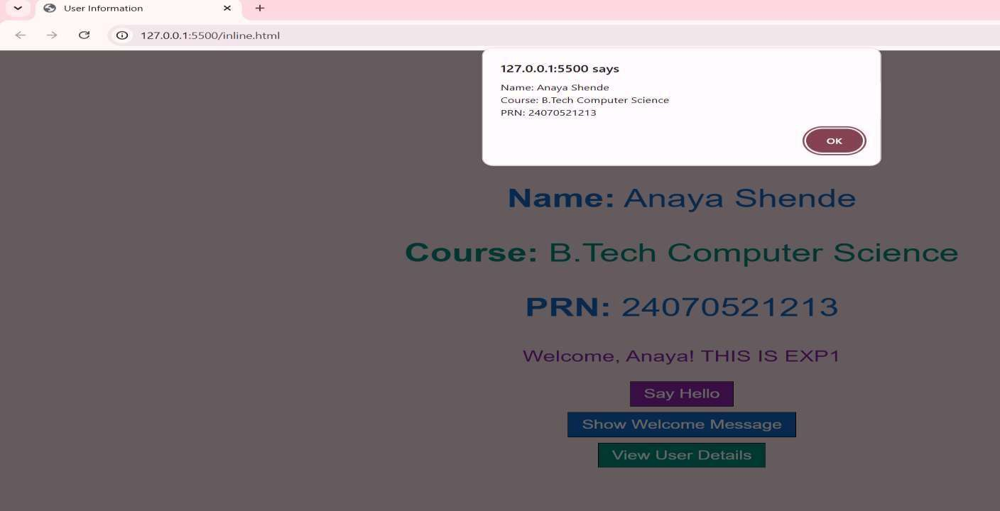 User Information
127.0.0.1:5500/inline.html
127.0.0.1:5500 says
Name: Anaya Shende
Course: B.Tech Computer Science
PRN: 24070521213
OK
Name: Anaya Shende
Course: B.Tech Computer Science
PRN: 24070521213
Welcome, Anaya! THIS IS EXP1
Say Hello
Show Welcome Message
View User Details